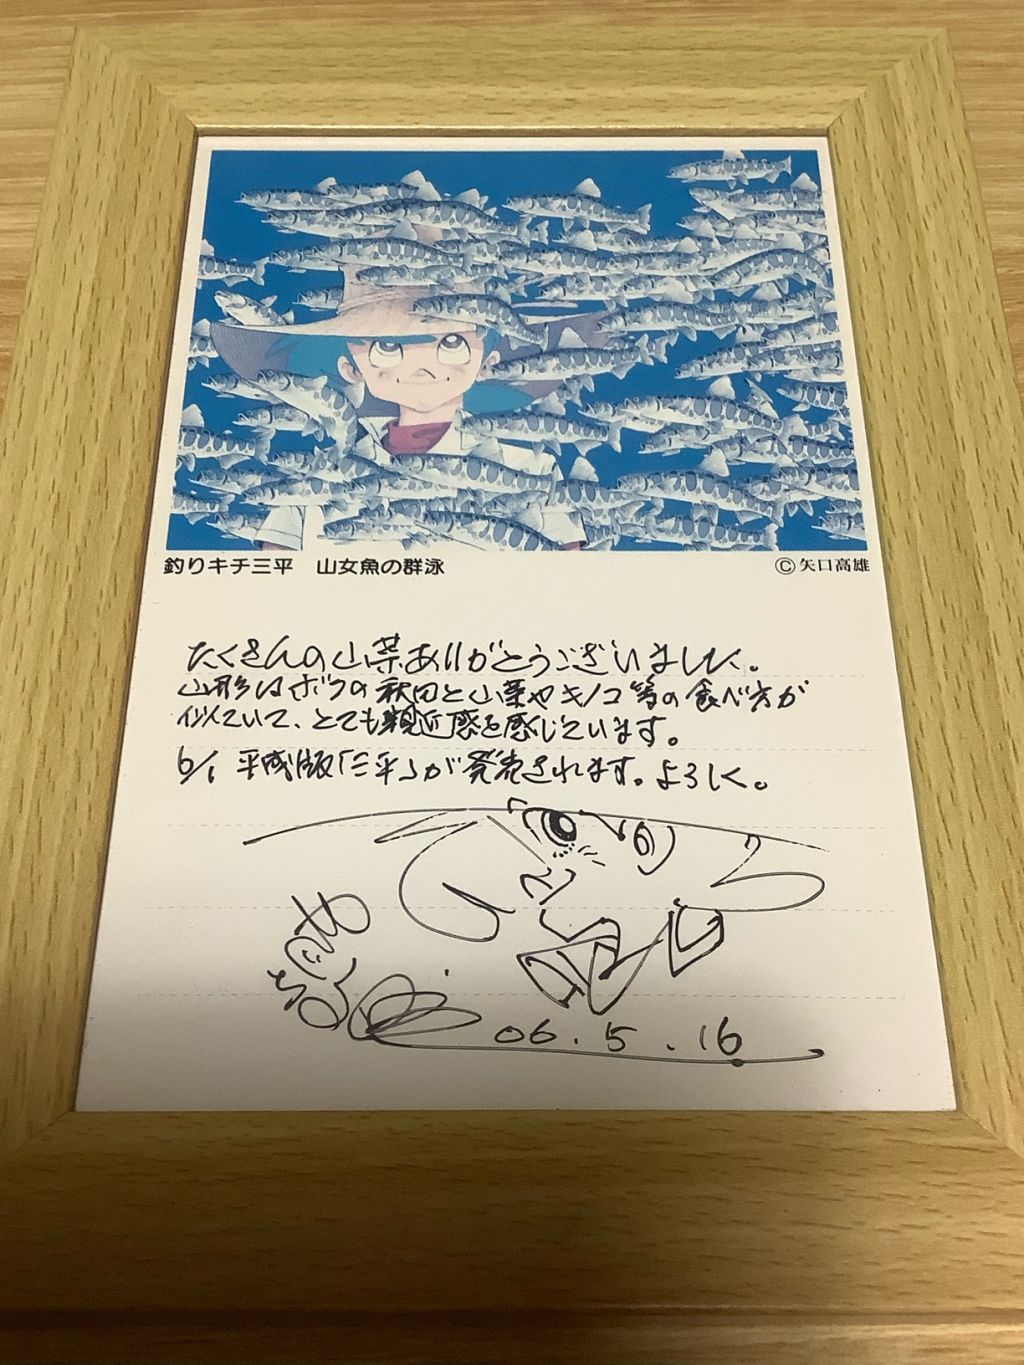 釣りキチ三平　山女魚の群泳
Ⓒ矢口高雄
たくさんの山菜ありがとうございました。
山形はボクの秋田と山菜やキノコ等の食べ方が
似ていて、とても親近感を感じています。
6/1 平成版「三平」が発売されます。よろしく。
06.5.16